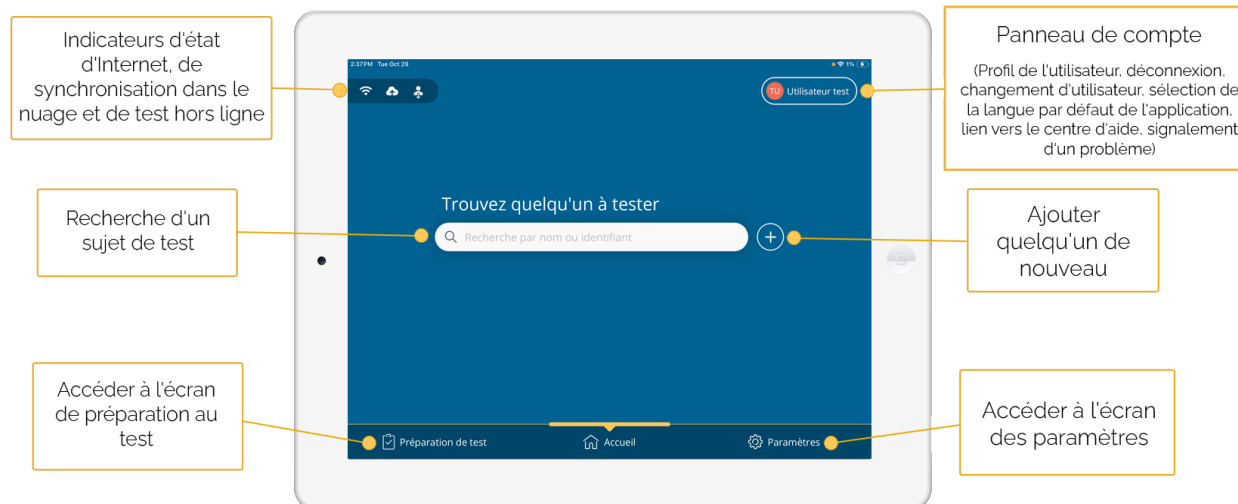 Indicateurs d'état
d'Internet, de
synchronisation dans le
nuage et de test hors ligne
Recherche d'un
sujet de test
Accéder à l'écran
de préparation au
test
2:37 PM Tue Oct 29
1%
TU Utilisateur test
Trouvez quelqu'un à tester
Recherche par nom ou identifiant
Préparation de test
Accueil
Paramètres
Panneau de compte
(Profil de l'utilisateur, déconnexion,
changement d'utilisateur, sélection de
la langue par défaut de l'application,
lien vers le centre d'aide, signalement
d'un problème)
Ajouter
quelqu'un de
nouveau
Accéder à l'écran
des paramètres